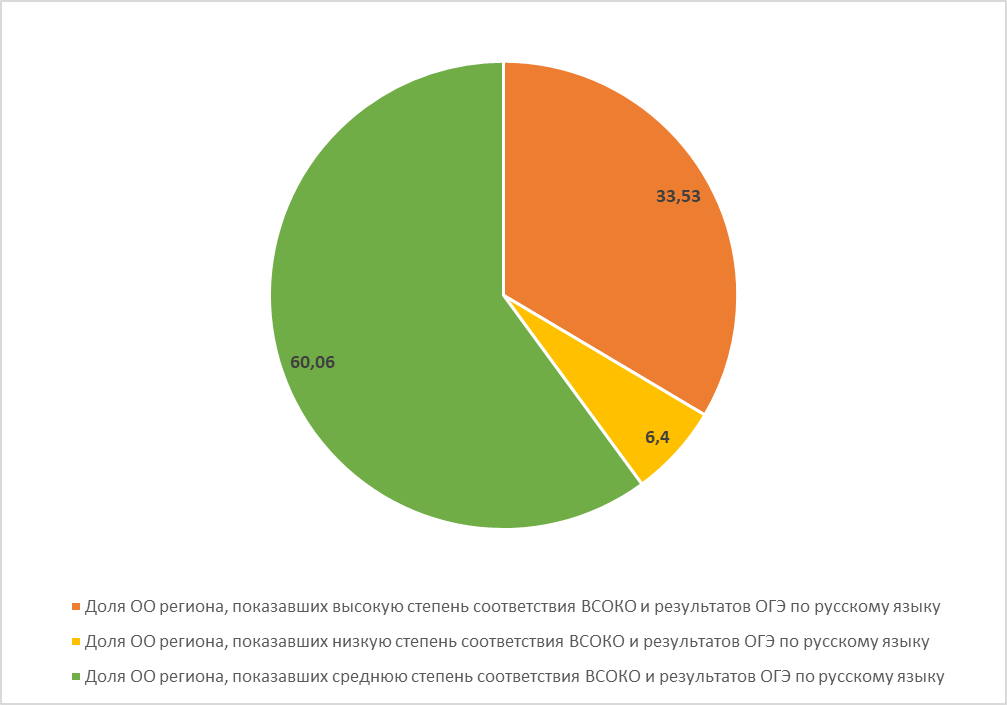 33,53
60,06
6,4
Доля ОО региона, показавших высокую степень соответствия ВСОКО и результатов ОГЭ по русскому языку
Доля ОО региона, показавших низкую степень соответствия ВСОКО и результатов ОГЭ по русскому языку
Доля ОО региона, показавших среднюю степень соответствия ВСОКО и результатов ОГЭ по русскому языку